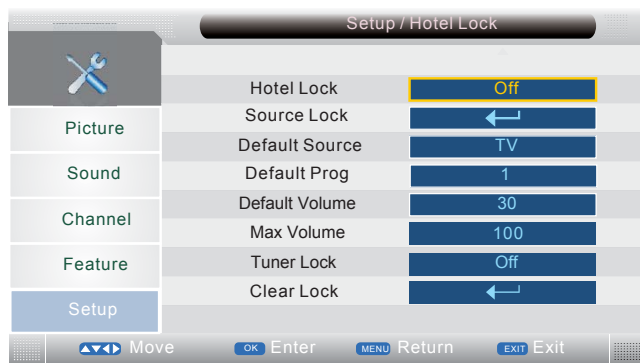 Setup / Hotel Lock
Hotel Lock Off
Source Lock
Default Source TV
Default Prog 1
Default Volume 30
Max Volume 100
Tuner Lock Off
Clear Lock
Picture
Sound
Channel
Feature
Setup
Move OK Enter MENU Return EXIT Exit